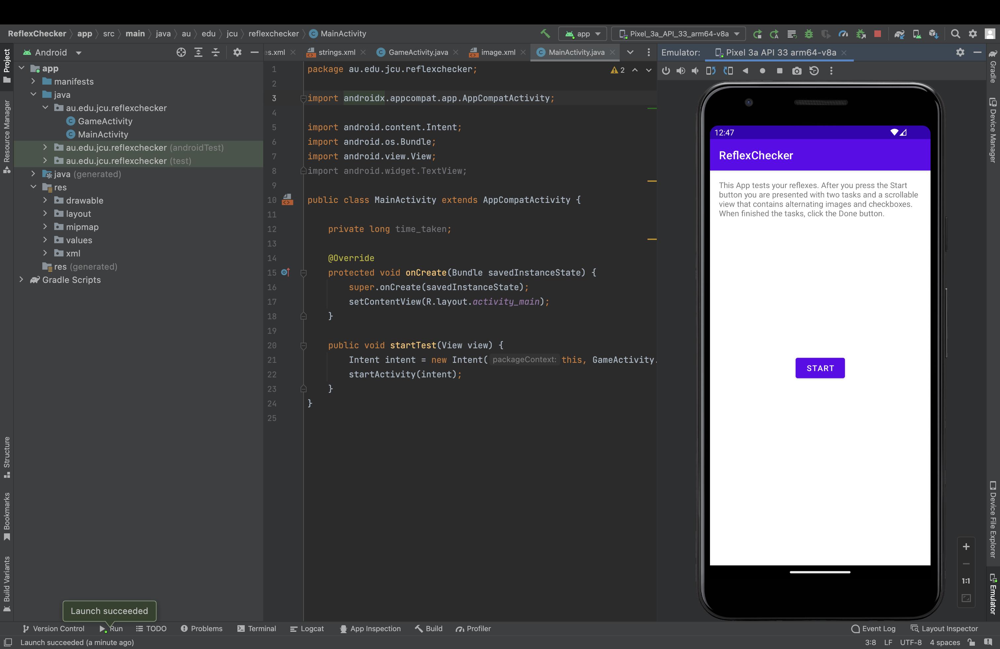 ReflexChecker app src main java au edu jcu reflexchecker MainActivity
app Pixel_3a_API_33_arm64-v8a
Project
Resource Manager
Structure
Bookmarks
Build Variants
Android
app
manifests
java
au.edu.jcu.reflexchecker
GameActivity
MainActivity
au.edu.jcu.reflexchecker (androidTest)
au.edu.jcu.reflexchecker (test)
java (generated)
res
drawable
layout
mipmap
values
xml
res (generated)
Gradle Scripts
es.xml strings.xml GameActivity.java image.xml MainActivity.java
2
1 package au.edu.jcu.reflexchecker;
2
3 import androidx.appcompat.app.AppCompatActivity;
4
5 import android.content.Intent;
6 import android.os.Bundle;
7 import android.view.View;
8 import android.widget.TextView;
9
10 public class MainActivity extends AppCompatActivity {
11
12 private long time_taken;
13
14 @Override
15 protected void onCreate(Bundle savedInstanceState) {
16 super.onCreate(savedInstanceState);
17 setContentView(R.layout.activity_main);
18 }
19
20 public void startTest(View view) {
21 Intent intent = new Intent( packageContext: this, GameActivity.
22 startActivity(intent);
23 }
24 }
25
Emulator: Pixel 3a API 33 arm64-v8a
12:47
ReflexChecker
This App tests your reflexes. After you press the Start
button you are presented with two tasks and a scrollable
view that contains alternating images and checkboxes.
When finished the tasks, click the Done button.
START
1:1
Gradle
Device Manager
Device File Explorer
Emulator
Launch succeeded
Version Control Run TODO Problems Terminal Logcat App Inspection Build Profiler Event Log Layout Inspector
Launch succeeded (a minute ago) 3:8 LF UTF-8 4 spaces